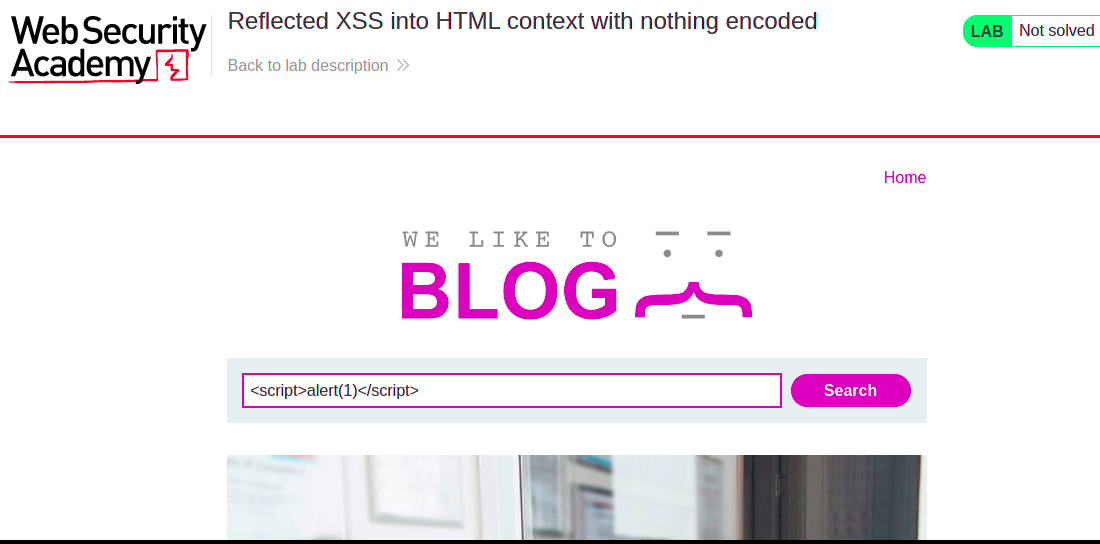 Web Security
Academy
Reflected XSS into HTML context with nothing encoded
Back to lab description
LAB
Not solved
Home
WE LIKE TO
BLOG
<script>alert(1)</script>
Search